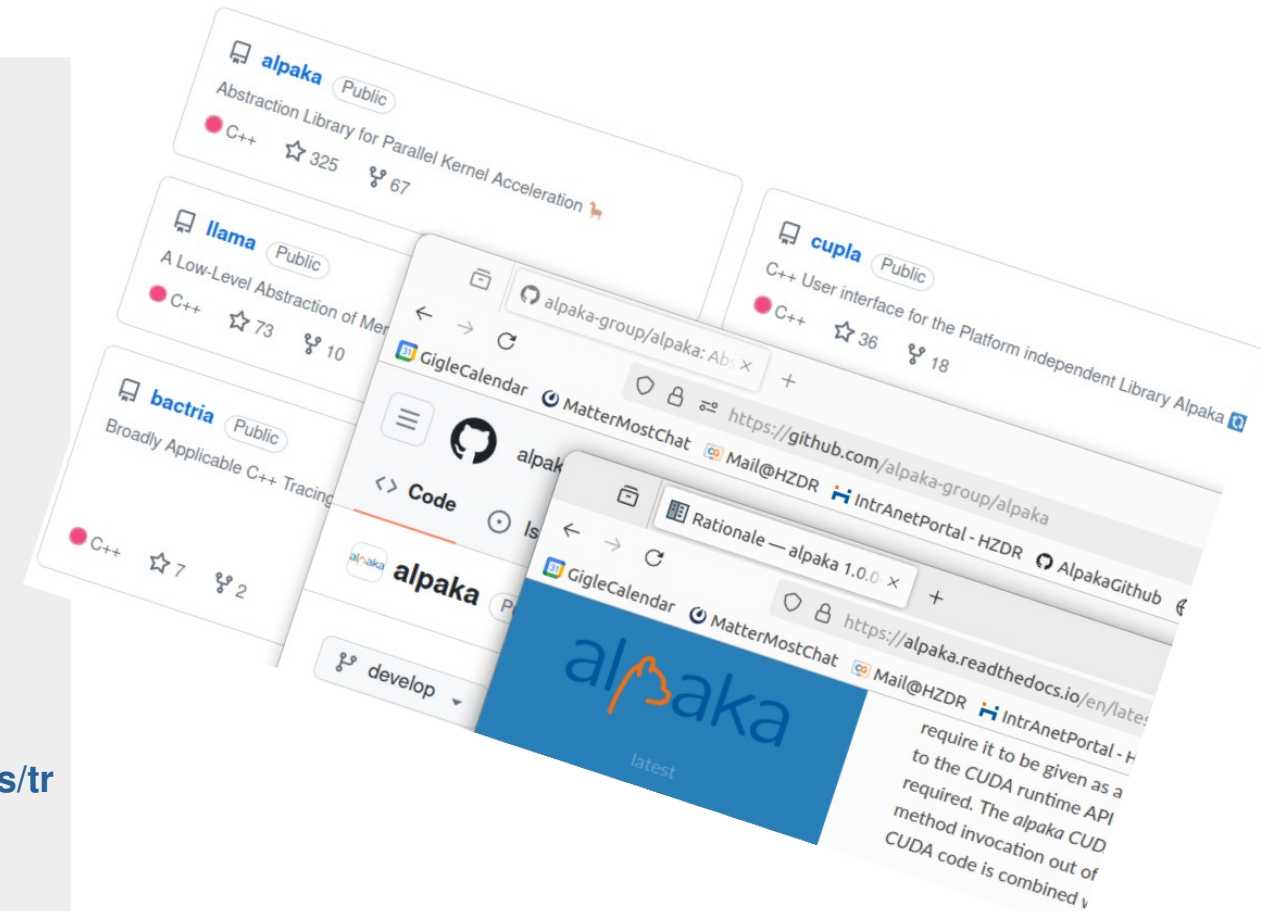 alpaka Public
Abstraction Library for Parallel Kernel Acceleration 🦙
C++ 325 67
llama Public
A Low-Level Abstraction of
C++ 73 10
bactria Public
Broadly Applicable C++ Tracing
C++ 7 2
cupla Public
C++ User interface for the Platform independent Library Alpaka
C++ 36 18
alpaka-group/alpaka: Abs
https://github.com/alpaka-group/alpaka
GigleCalendar MatterMostChat Mail@HZDR IntrAnetPortal - HZDR AlpakaGithub
Code
alpaka
develop
Rationale — alpaka 1.0.0-
https://alpaka.readthedocs.io/en/lates
GigleCalendar MatterMostChat Mail@HZDR IntrAnetPortal - H
alpaka
latest
require it to be given as a
to the CUDA runtime API
required. The alpaka CUD
method invocation out of
CUDA code is combined
s/tr